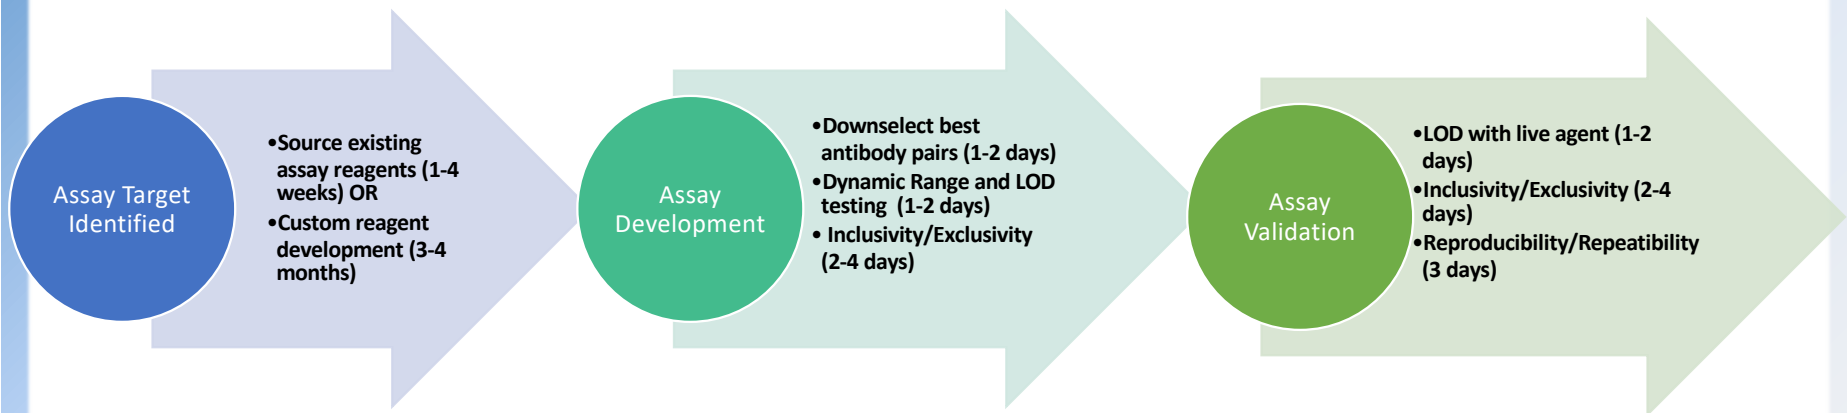 Assay Target
Identified
•Source existing
assay reagents (1-4
weeks) OR
•Custom reagent
development (3-4
months)
Assay
Development
•Downselect best
antibody pairs (1-2 days)
•Dynamic Range and LOD
testing (1-2 days)
• Inclusivity/Exclusivity
(2-4 days)
Assay
Validation
•LOD with live agent (1-2
days)
•Inclusivity/Exclusivity (2-4
days)
•Reproducibility/Repeatibility
(3 days)